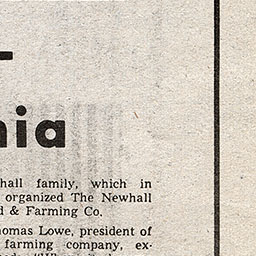 nia
hall family, which in
organized The Newhall
d & Farming Co.
homas Lowe, president of
farming company, ex-